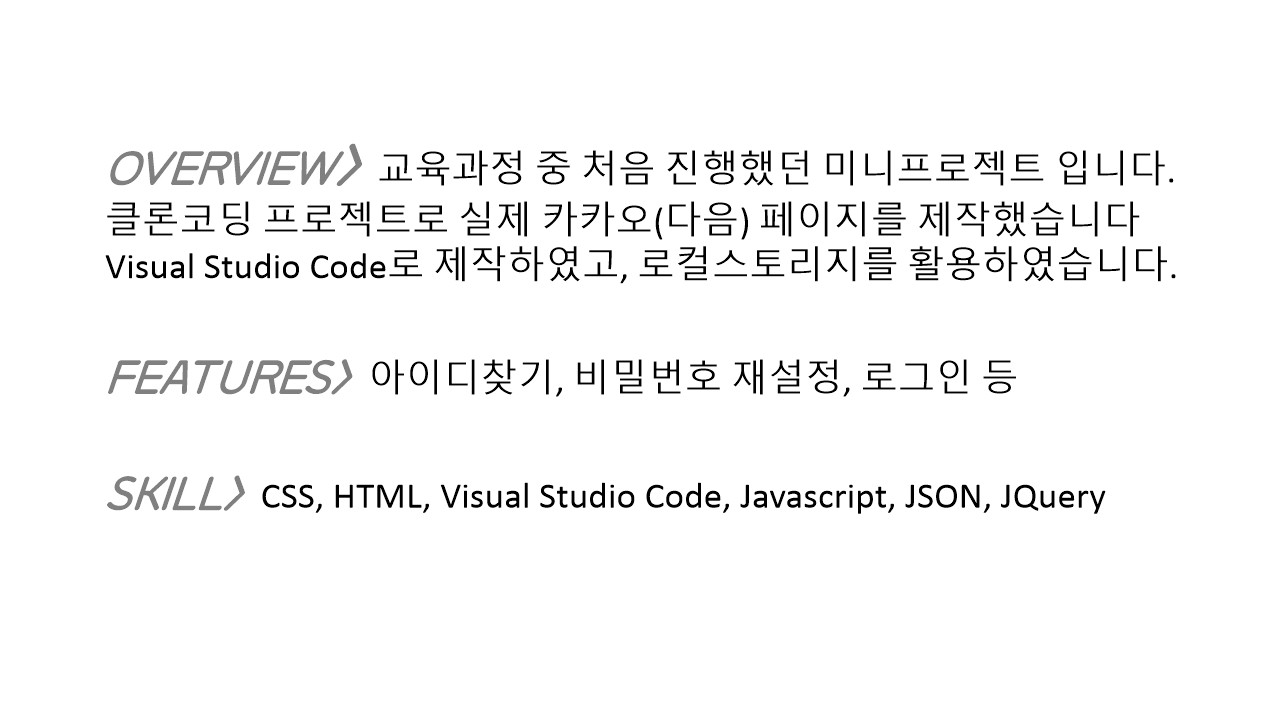 OVERVIEW> 교육과정 중 처음 진행했던 미니프로젝트 입니다.
클론코딩 프로젝트로 실제 카카오(다음) 페이지를 제작했습니다
Visual Studio Code로 제작하였고, 로컬스토리지를 활용하였습니다.
FEATURES> 아이디찾기, 비밀번호 재설정, 로그인 등
SKILL> CSS, HTML, Visual Studio Code, Javascript, JSON, JQuery